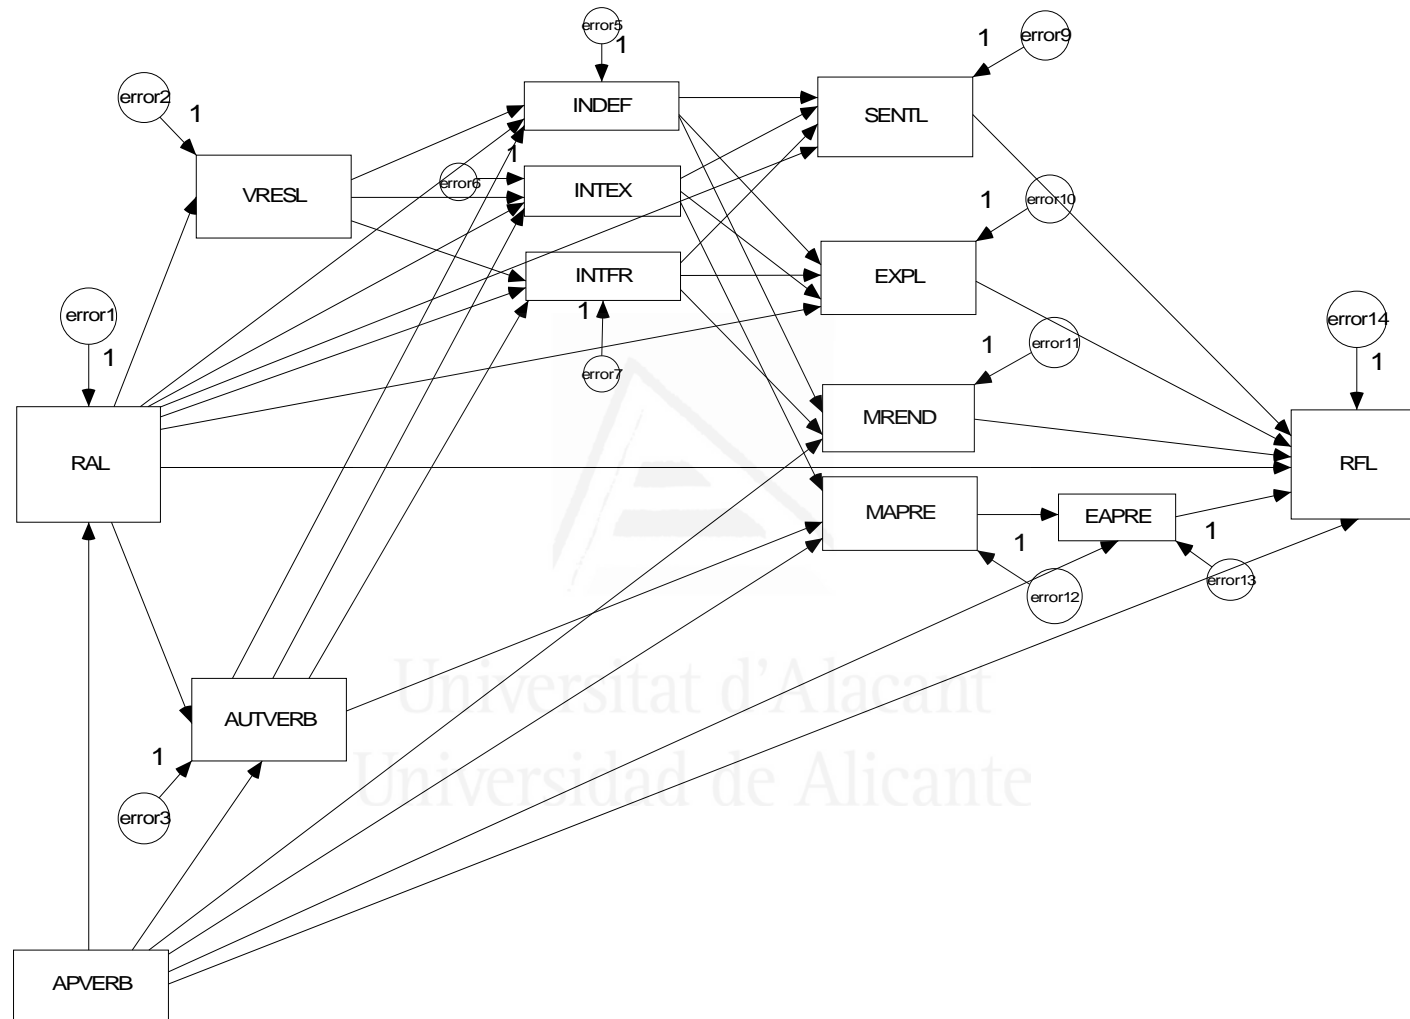 error5
1
error9
1
error2
1
INDEF
SENTL
1
error6
INTEX
VRESL
1
error10
INTFR
EXPL
error1
1
1
error7
1
error11
error14
1
MREND
RAL
RFL
MAPRE
EAPRE
1
1
error12
error13
Universitat d'Alacant
AUTVERB
1
Universidad de Alicante
error3
APVERB